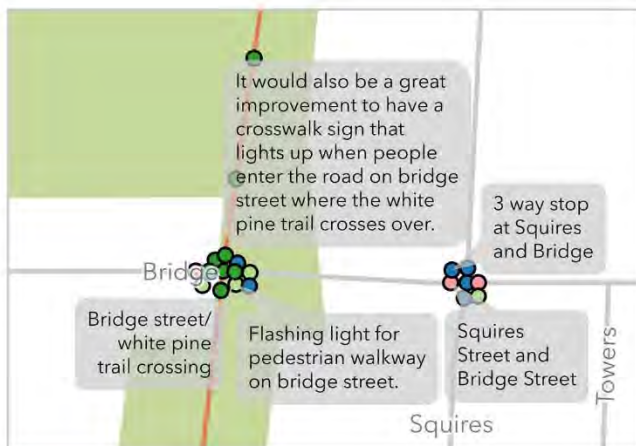 It would also be a great
improvement to have a
crosswalk sign that
lights up when people
enter the road on bridge
street where the white
pine trail crosses over.
3 way stop
at Squires
and Bridge
Bridge
Bridge street/
white pine
trail crossing
Flashing light for
pedestrian walkway
on bridge street.
Squires
Street and
Bridge Street
Towers
Squires